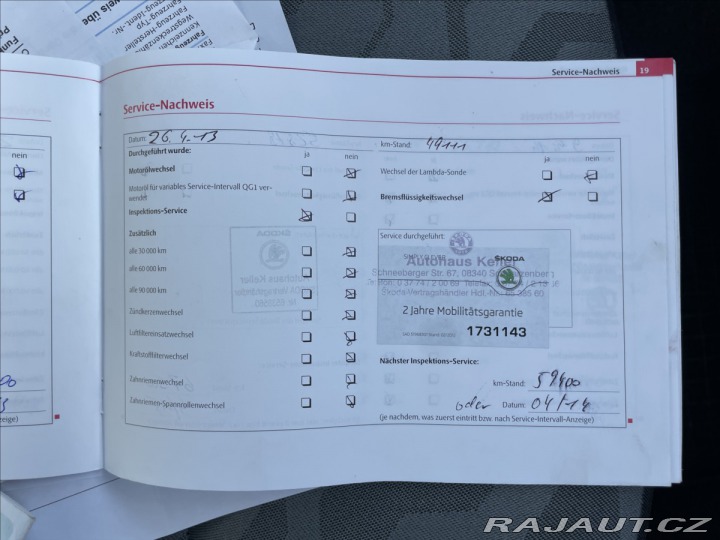 Service-Nachweis 19
Service-Nachweis
Datum: 26.4.13
km-Stand: 49111
Durchgeführt wurde: ja nein
Motorölwechsel
Motoröl für variables Service-Intervall QG1 ver-
wendet
Inspektions-Service
Zusätzlich
alle 30 000 km
alle 60 000 km
alle 90 000 km
Zündkerzenwechsel
Luftfiltereinsatzwechsel
Kraftstofffilterwechsel
Zahnriemenwechsel
Zahnriemen-Spannrollenwechsel
ja nein
Wechsel der Lambda-Sonde
Bremsflüssigkeitswechsel
Service durchgeführt:
ŠKODA
Autohaus Keller
Schneeberger Str. 67, 08340
2 Jahre Mobilitätsgarantie
1731143
Nächster Inspektions-Service:
km-Stand: 59400
oder Datum: 04/14
(je nachdem, was zuerst eintritt bzw. nach Service-Intervall-Anzeige)
nein
nzeige)
RAJAUT.CZ